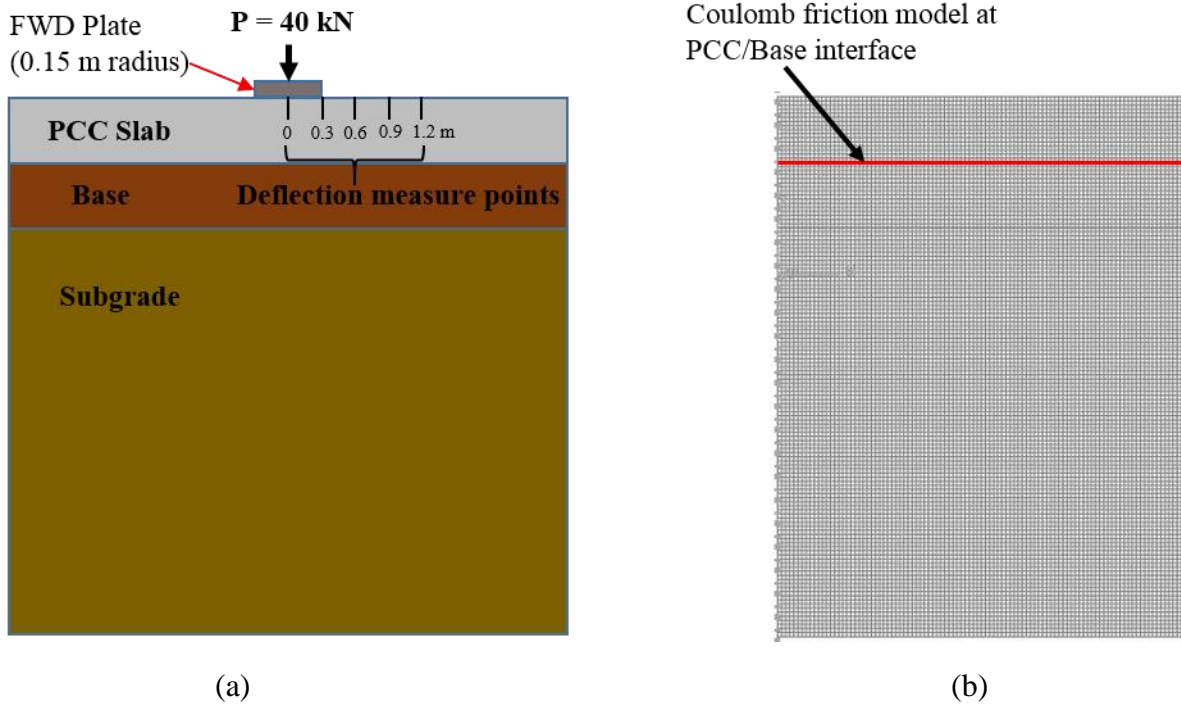 FWD Plate
(0.15 m radius)
P = 40 kN
PCC Slab
0 0.3 0.6 0.9 1.2 m
Base
Deflection measure points
Subgrade
(a)
Coulomb friction model at
PCC/Base interface
(b)